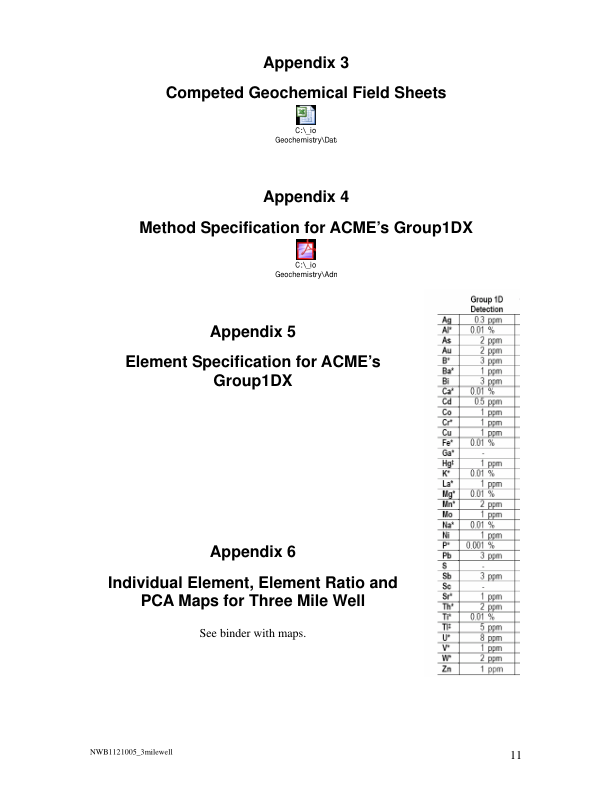 Appendix 3
Competed Geochemical Field Sheets
C:\_io
Geochemistry\Data
Appendix 4
Method Specification for ACME's Group1DX
C:\_io
Geochemistry\Adn
Appendix 5
Element Specification for ACME's
Group1DX
Appendix 6
Individual Element, Element Ratio and
PCA Maps for Three Mile Well
See binder with maps.
Group 1D
Detection
Ag 0.3 ppm
Al* 0.01 %
As 2 ppm
Au 2 ppm
B* 3 ppm
Ba* 1 ppm
Bi 3 ppm
Ca* 0.01 %
Cd 0.5 ppm
Co 1 ppm
Cr* 1 ppm
Cu 1 ppm
Fe* 0.01 %
Ga* -
Hg‡ 1 ppm
K* 0.01 %
La* 1 ppm
Mg* 0.01 %
Mn* 2 ppm
Mo 1 ppm
Na* 0.01 %
Ni 1 ppm
P* 0.001 %
Pb 3 ppm
S -
Sb 3 ppm
Sc -
Sr* 1 ppm
Th* 2 ppm
Ti* 0.01 %
Tl‡ 5 ppm
U* 8 ppm
V* 1 ppm
W* 2 ppm
Zn 1 ppm
NWB1121005_3milewell
11